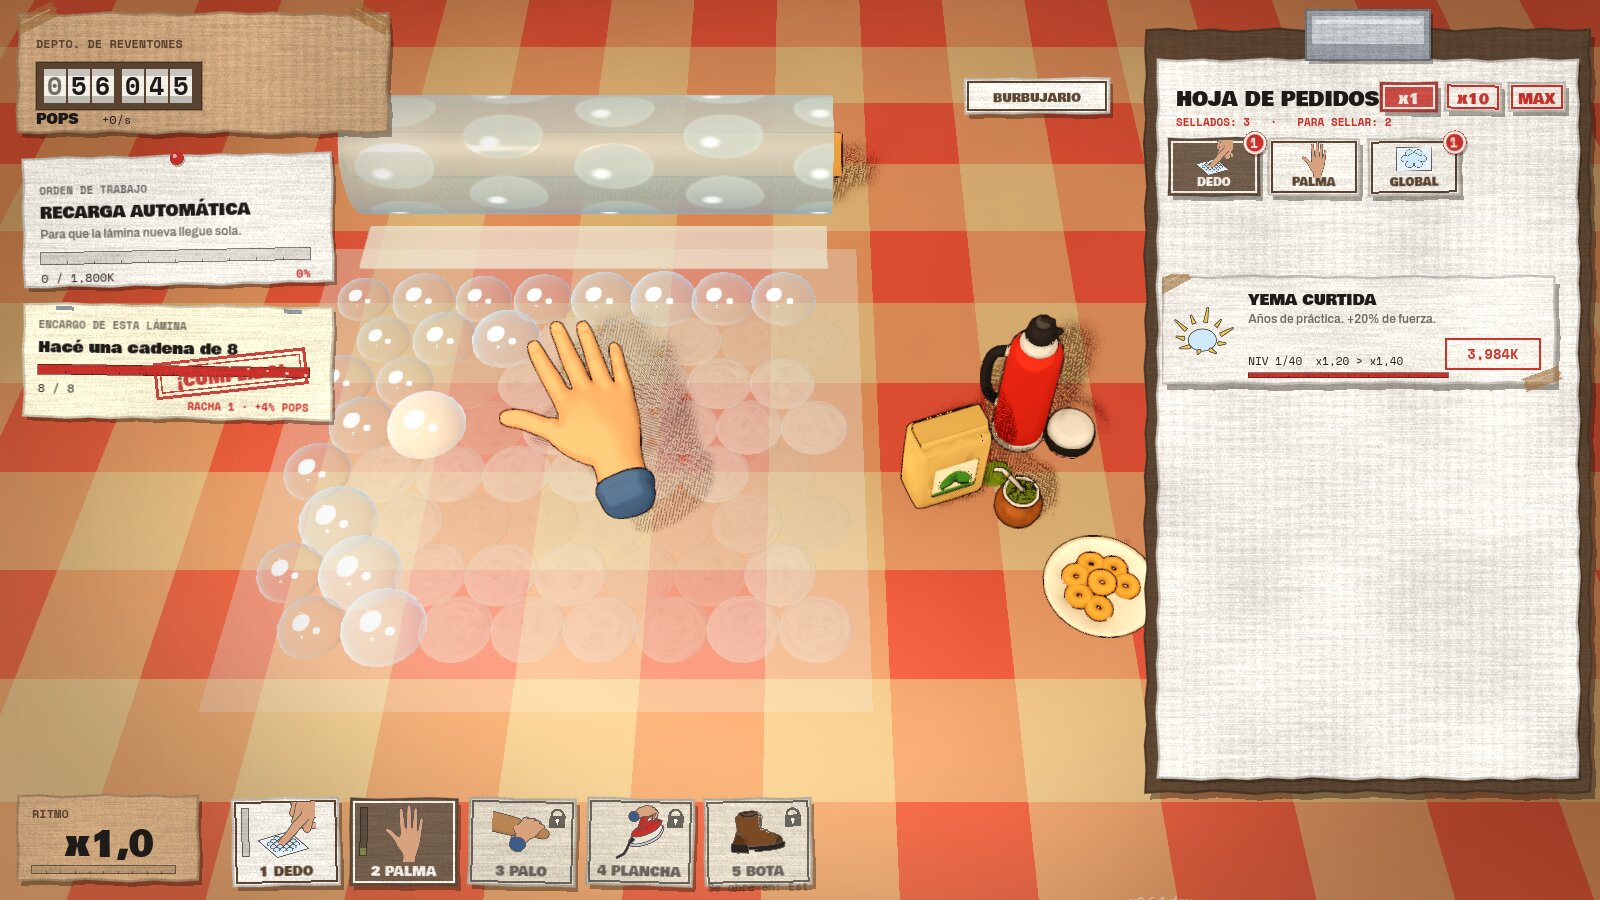 DEPTO. DE REVENTONES
056 045
POPS +0/s
ORDEN DE TRABAJO
RECARGA AUTOMÁTICA
Para que la lámina nueva llegue sola.
0 / 1.800K 0%
ENCARGO DE ESTA LÁMINA
Hacé una cadena de 8
8 / 8
RACHA 1 · +4% POPS
BURBUJARIO
HOJA DE PEDIDOS
x1
x10
MAX
SELLADOS: 3 · PARA SELLAR: 2
DEDO 1
PALMA
GLOBAL 1
YEMA CURTIDA
Años de práctica. +20% de fuerza.
NIV 1/40 x1,20 > x1,40
3,984K
RITMO
x1,0
1 DEDO
2 PALMA
3 PALO
4 PLANCHA
5 BOTA